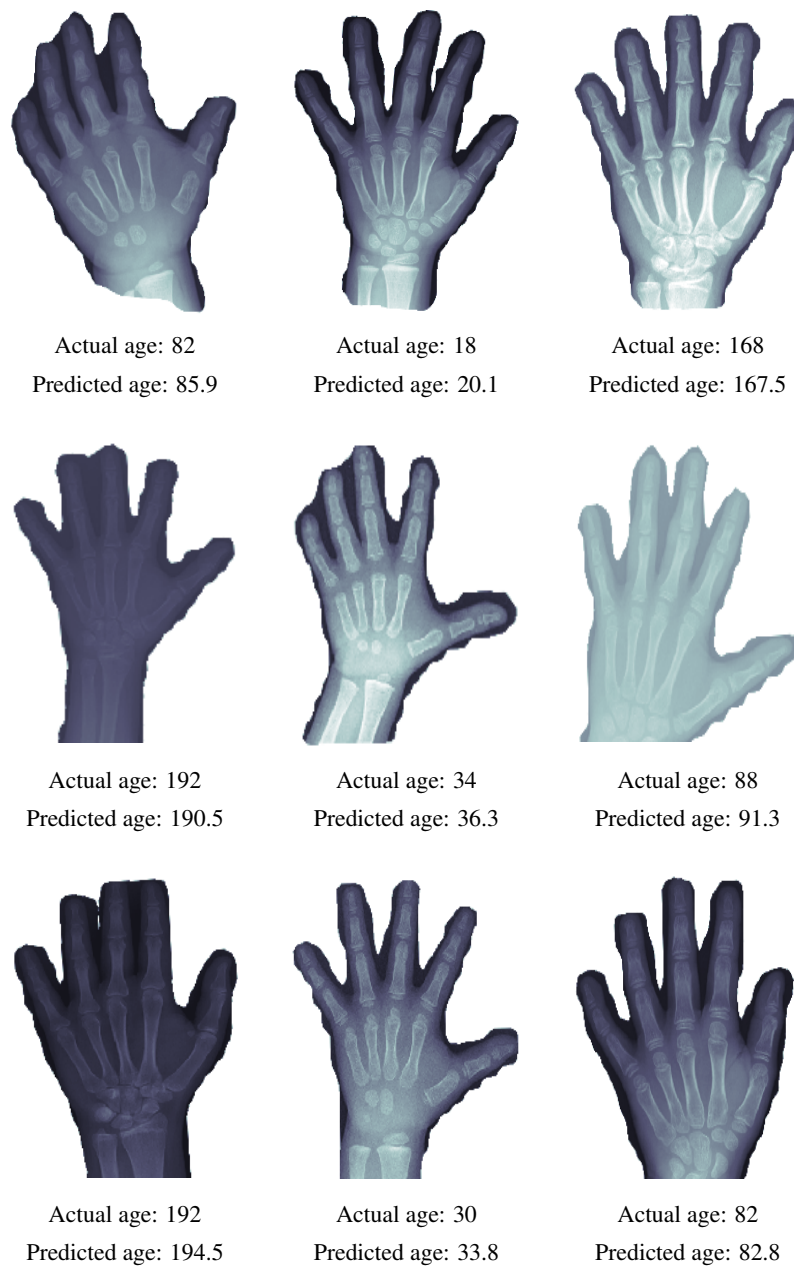 Actual age: 82
Predicted age: 85.9
Actual age: 18
Predicted age: 20.1
Actual age: 168
Predicted age: 167.5
Actual age: 192
Predicted age: 190.5
Actual age: 34
Predicted age: 36.3
Actual age: 88
Predicted age: 91.3
Actual age: 192
Predicted age: 194.5
Actual age: 30
Predicted age: 33.8
Actual age: 82
Predicted age: 82.8